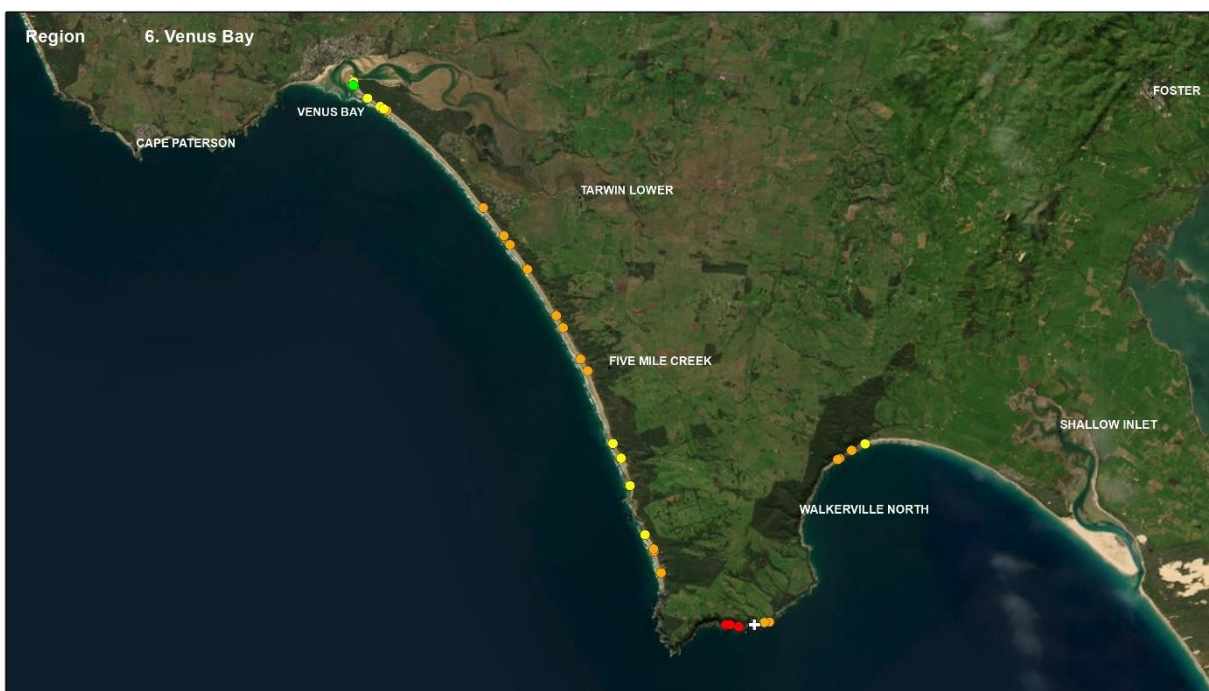 Region 6. Venus Bay
FOSTER
VENUS BAY
CAPE PATERSON
TARWIN LOWER
FIVE MILE CREEK
SHALLOW INLET
WALKERVILLE NORTH